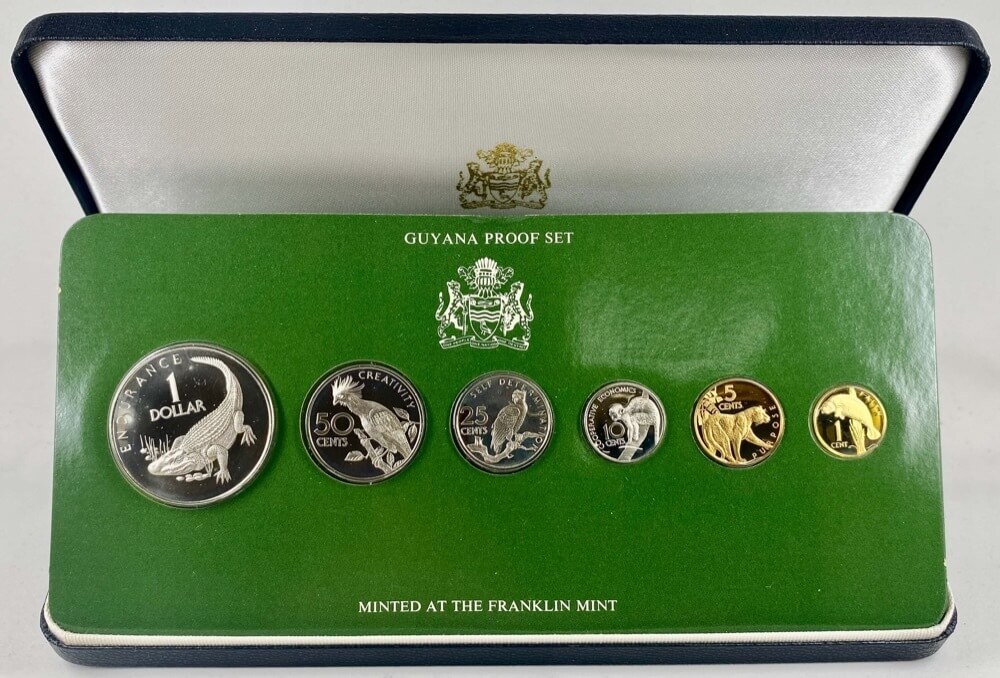 GUYANA PROOF SET
ENDURANCE
1
DOLLAR
CREATIVITY
50
CENTS
SELF DETERMINATION
25
CENTS
COOPERATIVE ECONOMICS
10
CENTS
5
CENTS
PURPOSE
1
CENT
MINTED AT THE FRANKLIN MINT